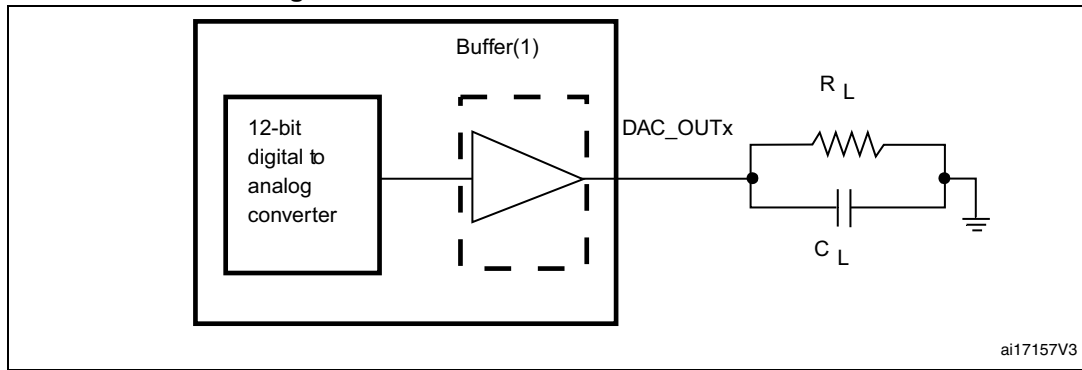 Buffer(1)
12-bit
digital to
analog
converter
DAC_OUTx
R L
C L
ai17157V3